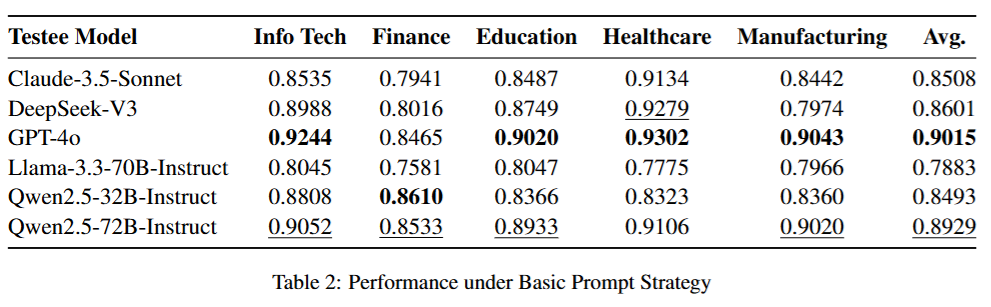 Testee Model Info Tech Finance Education Healthcare Manufacturing Avg.
Claude-3.5-Sonnet 0.8535 0.7941 0.8487 0.9134 0.8442 0.8508
DeepSeek-V3 0.8988 0.8016 0.8749 0.9279 0.7974 0.8601
GPT-4o 0.9244 0.8465 0.9020 0.9302 0.9043 0.9015
Llama-3.3-70B-Instruct 0.8045 0.7581 0.8047 0.7775 0.7966 0.7883
Qwen2.5-32B-Instruct 0.8808 0.8610 0.8366 0.8323 0.8360 0.8493
Qwen2.5-72B-Instruct 0.9052 0.8533 0.8933 0.9106 0.9020 0.8929
Table 2: Performance under Basic Prompt Strategy